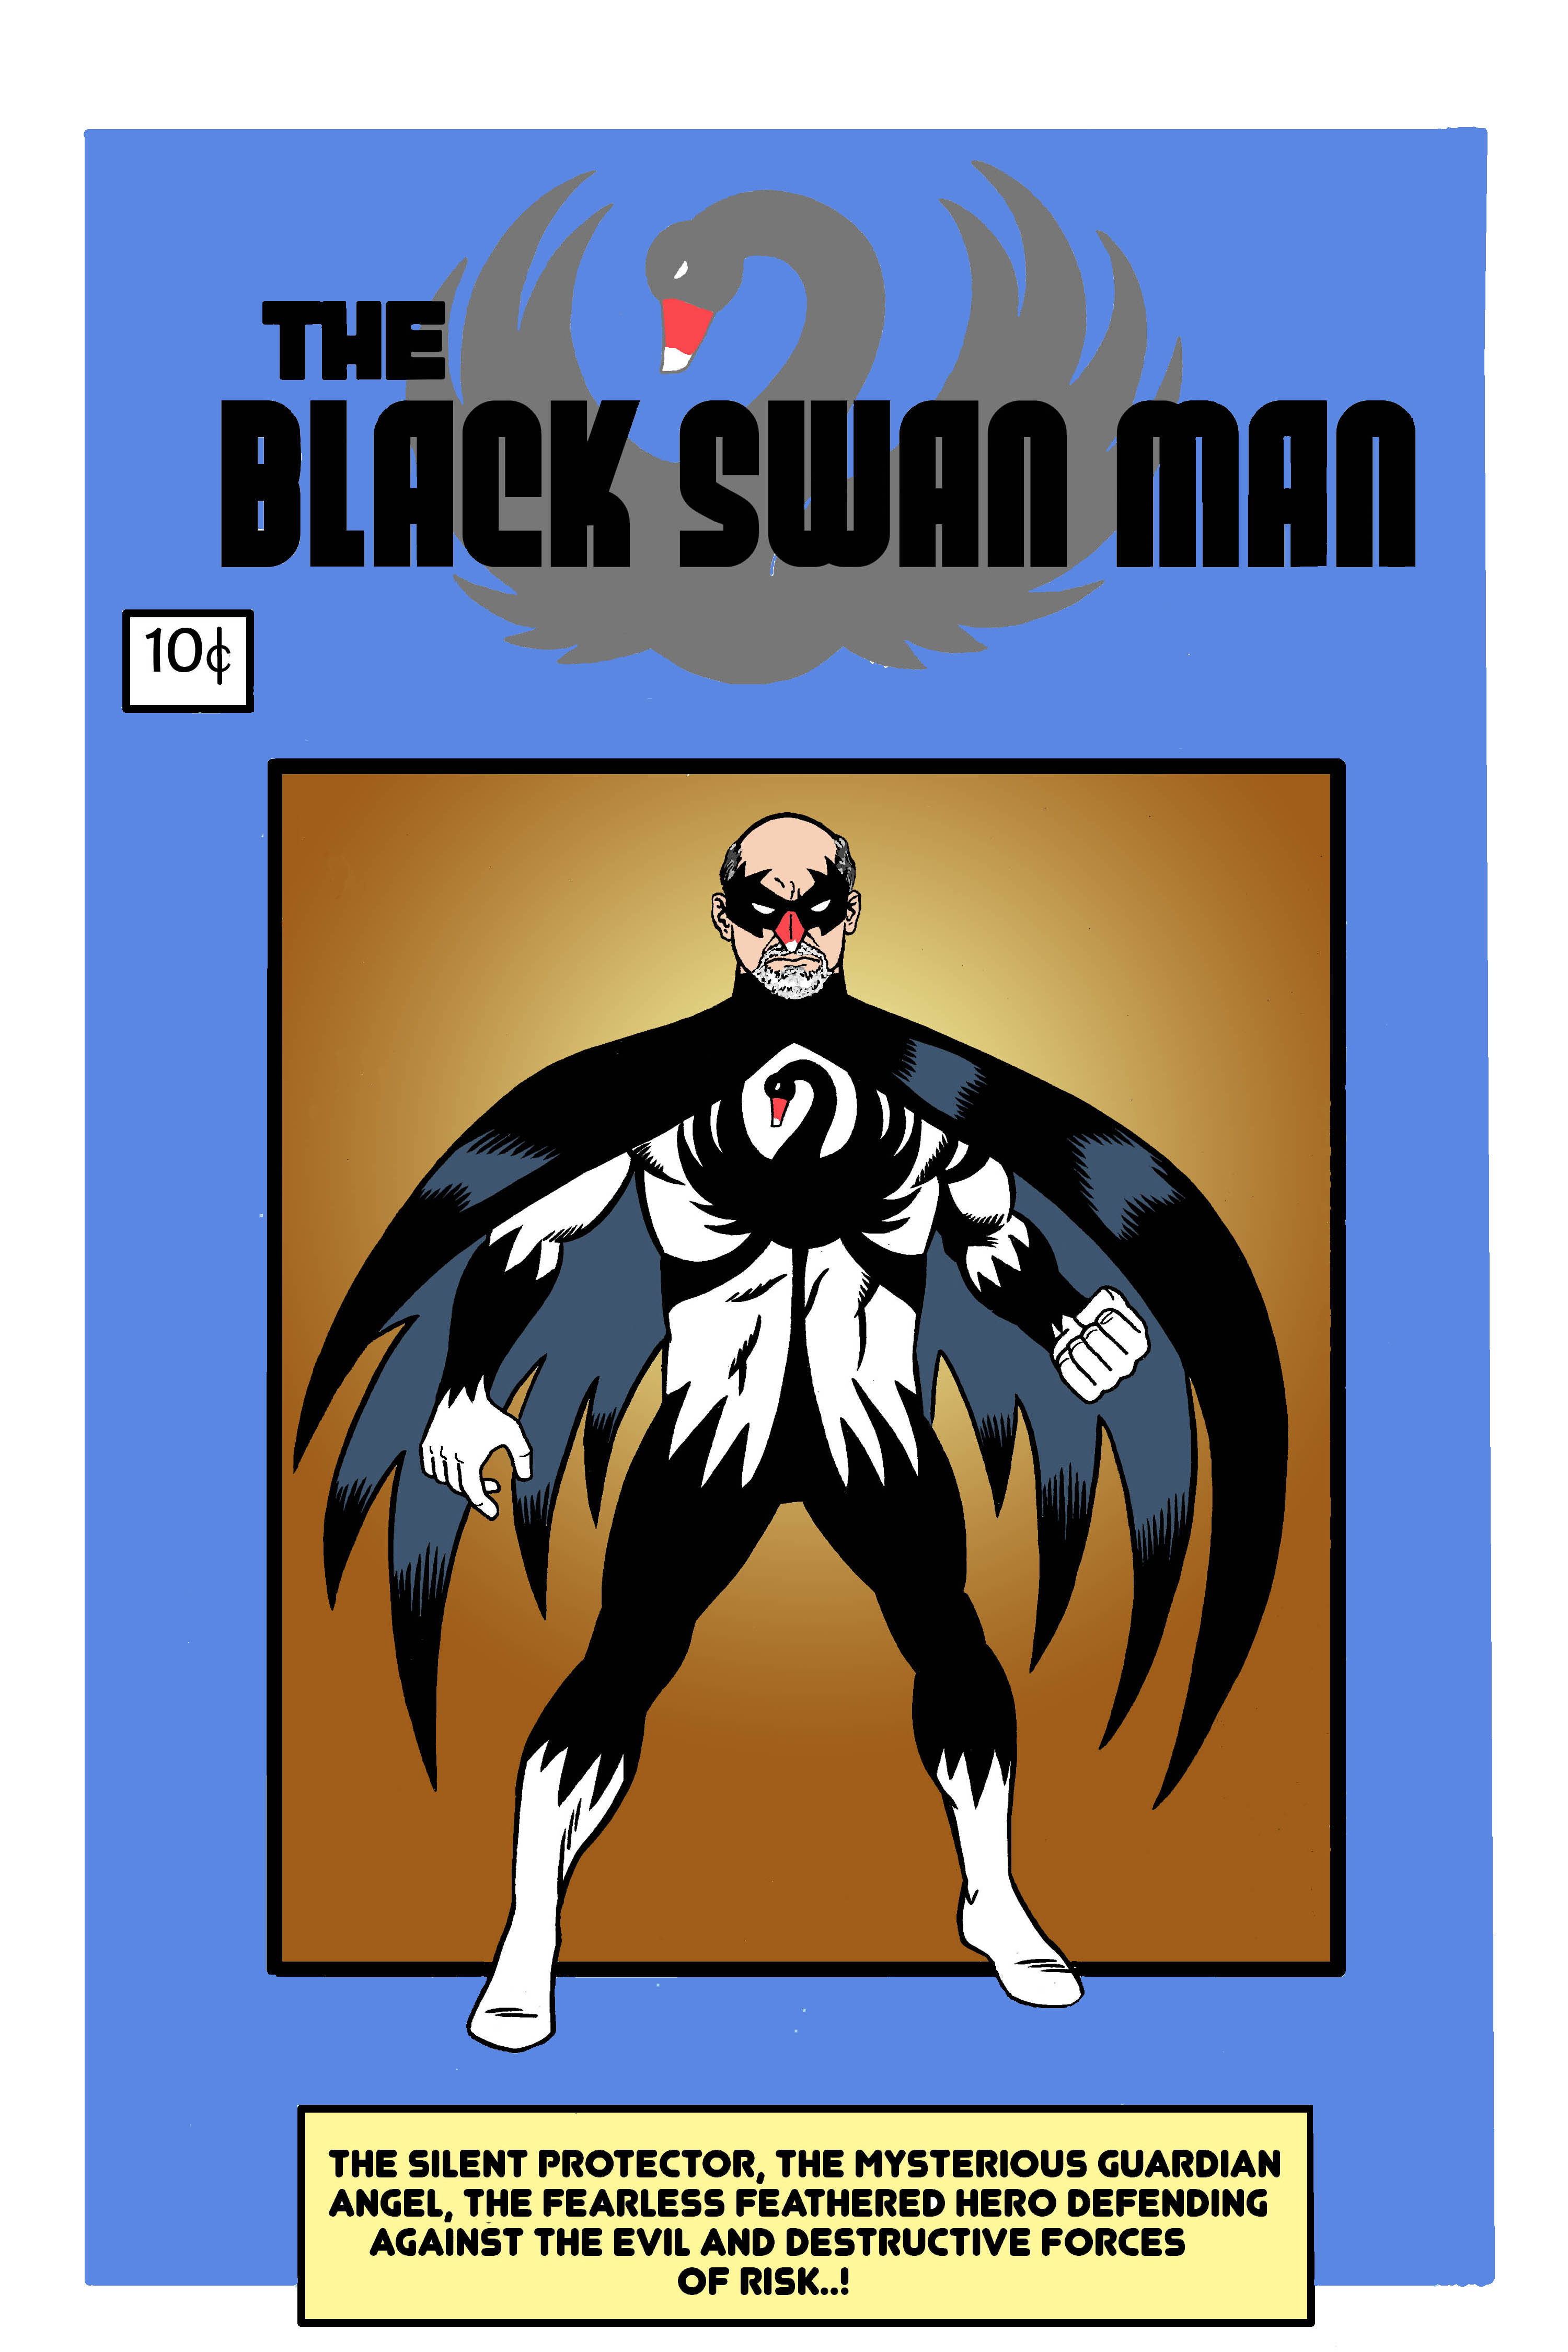 THE
BLACK SWAN MAN
10¢
THE SILENT PROTECTOR, THE MYSTERIOUS GUARDIAN
ANGEL, THE FEARLESS FEATHERED HERO DEFENDING
AGAINST THE EVIL AND DESTRUCTIVE FORCES
OF RISK..!